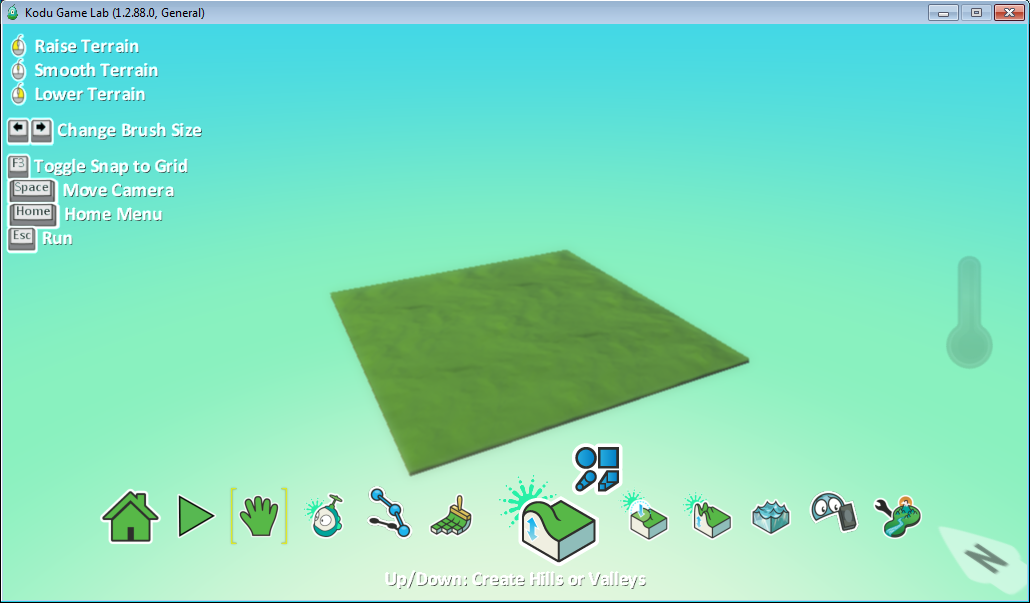 Kodu Game Lab (1.2.88.0, General)
Raise Terrain
Smooth Terrain
Lower Terrain
Change Brush Size
F3 Toggle Snap to Grid
Space Move Camera
Home Home Menu
Esc Run
N
Up/Down: Create Hills or Valleys